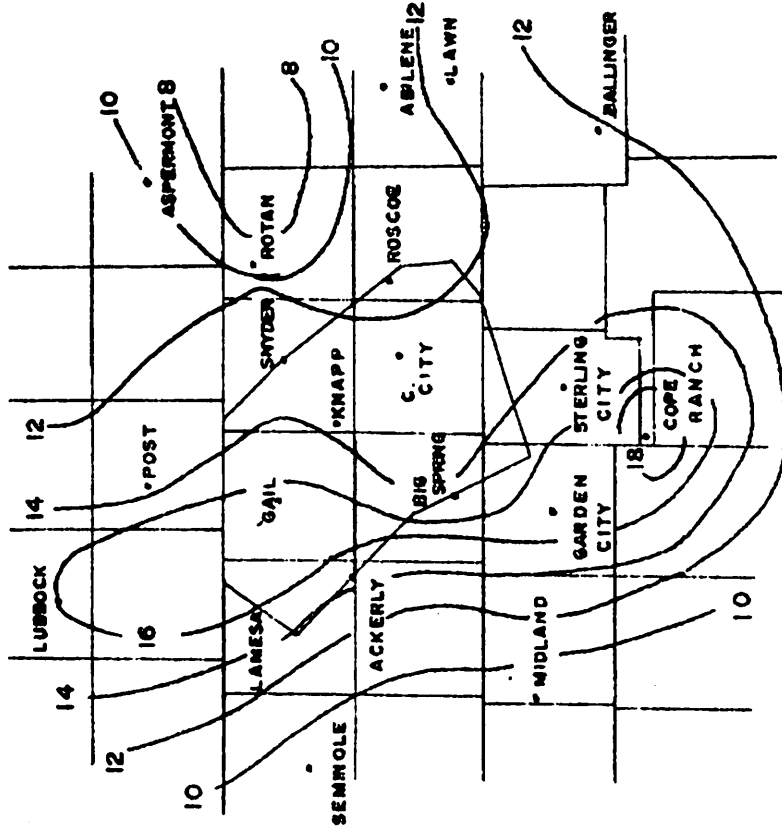 12
ABILENE
LAWN
12
BALLINGER
10
8
ASPERMONT
8
10
ROTAN
ROSCOE
SNYDER
12
POST
KNAPP
C.
CITY
STERLING
CITY
COPE
RANCH
18
14
GAIL
BIG
SPRING
GARDEN
CITY
LUBBOCK
16
LAMESA
ACKERLY
MIDLAND
10
14
12
10
SEMINOLE